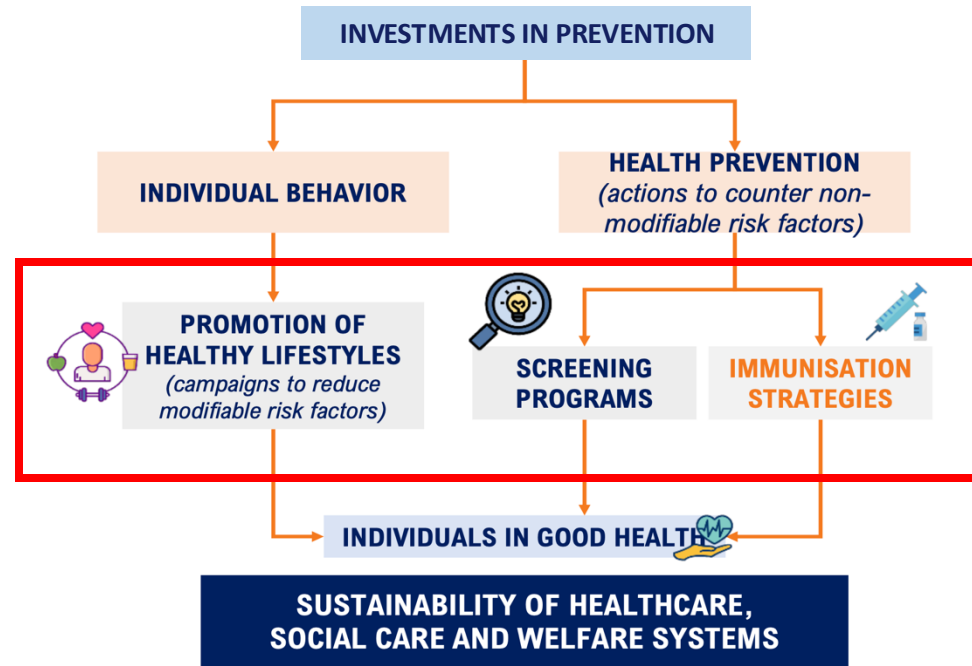 INVESTMENTS IN PREVENTION
INDIVIDUAL BEHAVIOR
HEALTH PREVENTION
(actions to counter non-
modifiable risk factors)
PROMOTION OF
HEALTHY LIFESTYLES
(campaigns to reduce
modifiable risk factors)
SCREENING
PROGRAMS
IMMUNISATION
STRATEGIES
INDIVIDUALS IN GOOD HEALTH
SUSTAINABILITY OF HEALTHCARE,
SOCIAL CARE AND WELFARE SYSTEMS